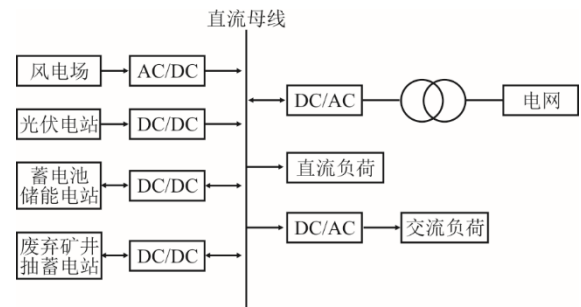 直流母线
风电场
AC/DC
光伏电站
DC/DC
蓄电池
储能电站
DC/DC
废弃矿井
抽蓄电站
DC/DC
DC/AC
电网
直流负荷
DC/AC
交流负荷